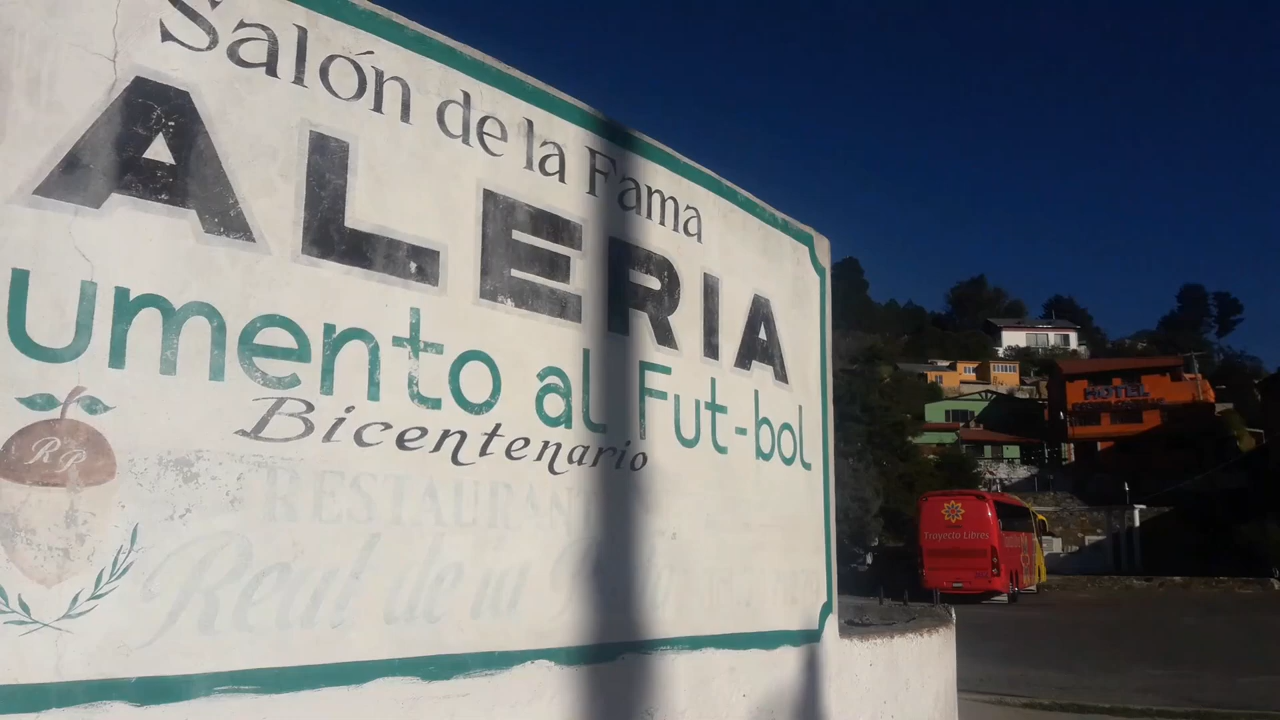 Salón de la Fama
ALERIA
umento al Fut-bol
Bicentenario
RP
RESTAURANT
Real de
HOTEL
Trayecto Libres